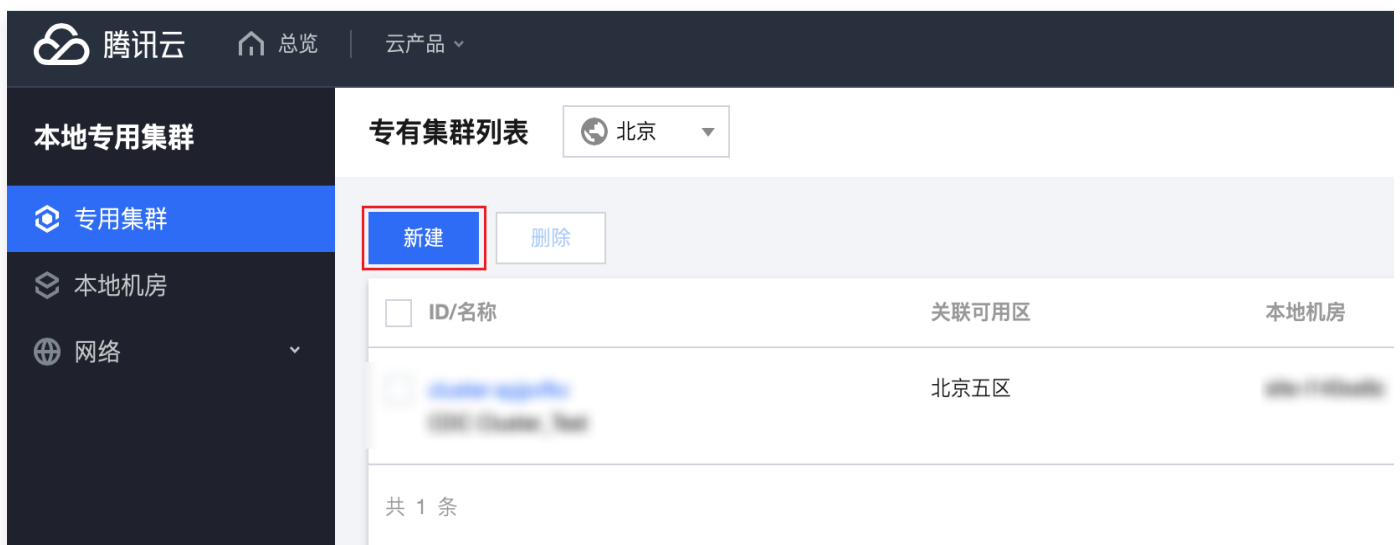 腾讯云 总览 云产品
本地专用集群
专有集群列表 北京
专用集群
新建 删除
本地机房
ID/名称 关联可用区 本地机房
网络
北京五区
共 1 条